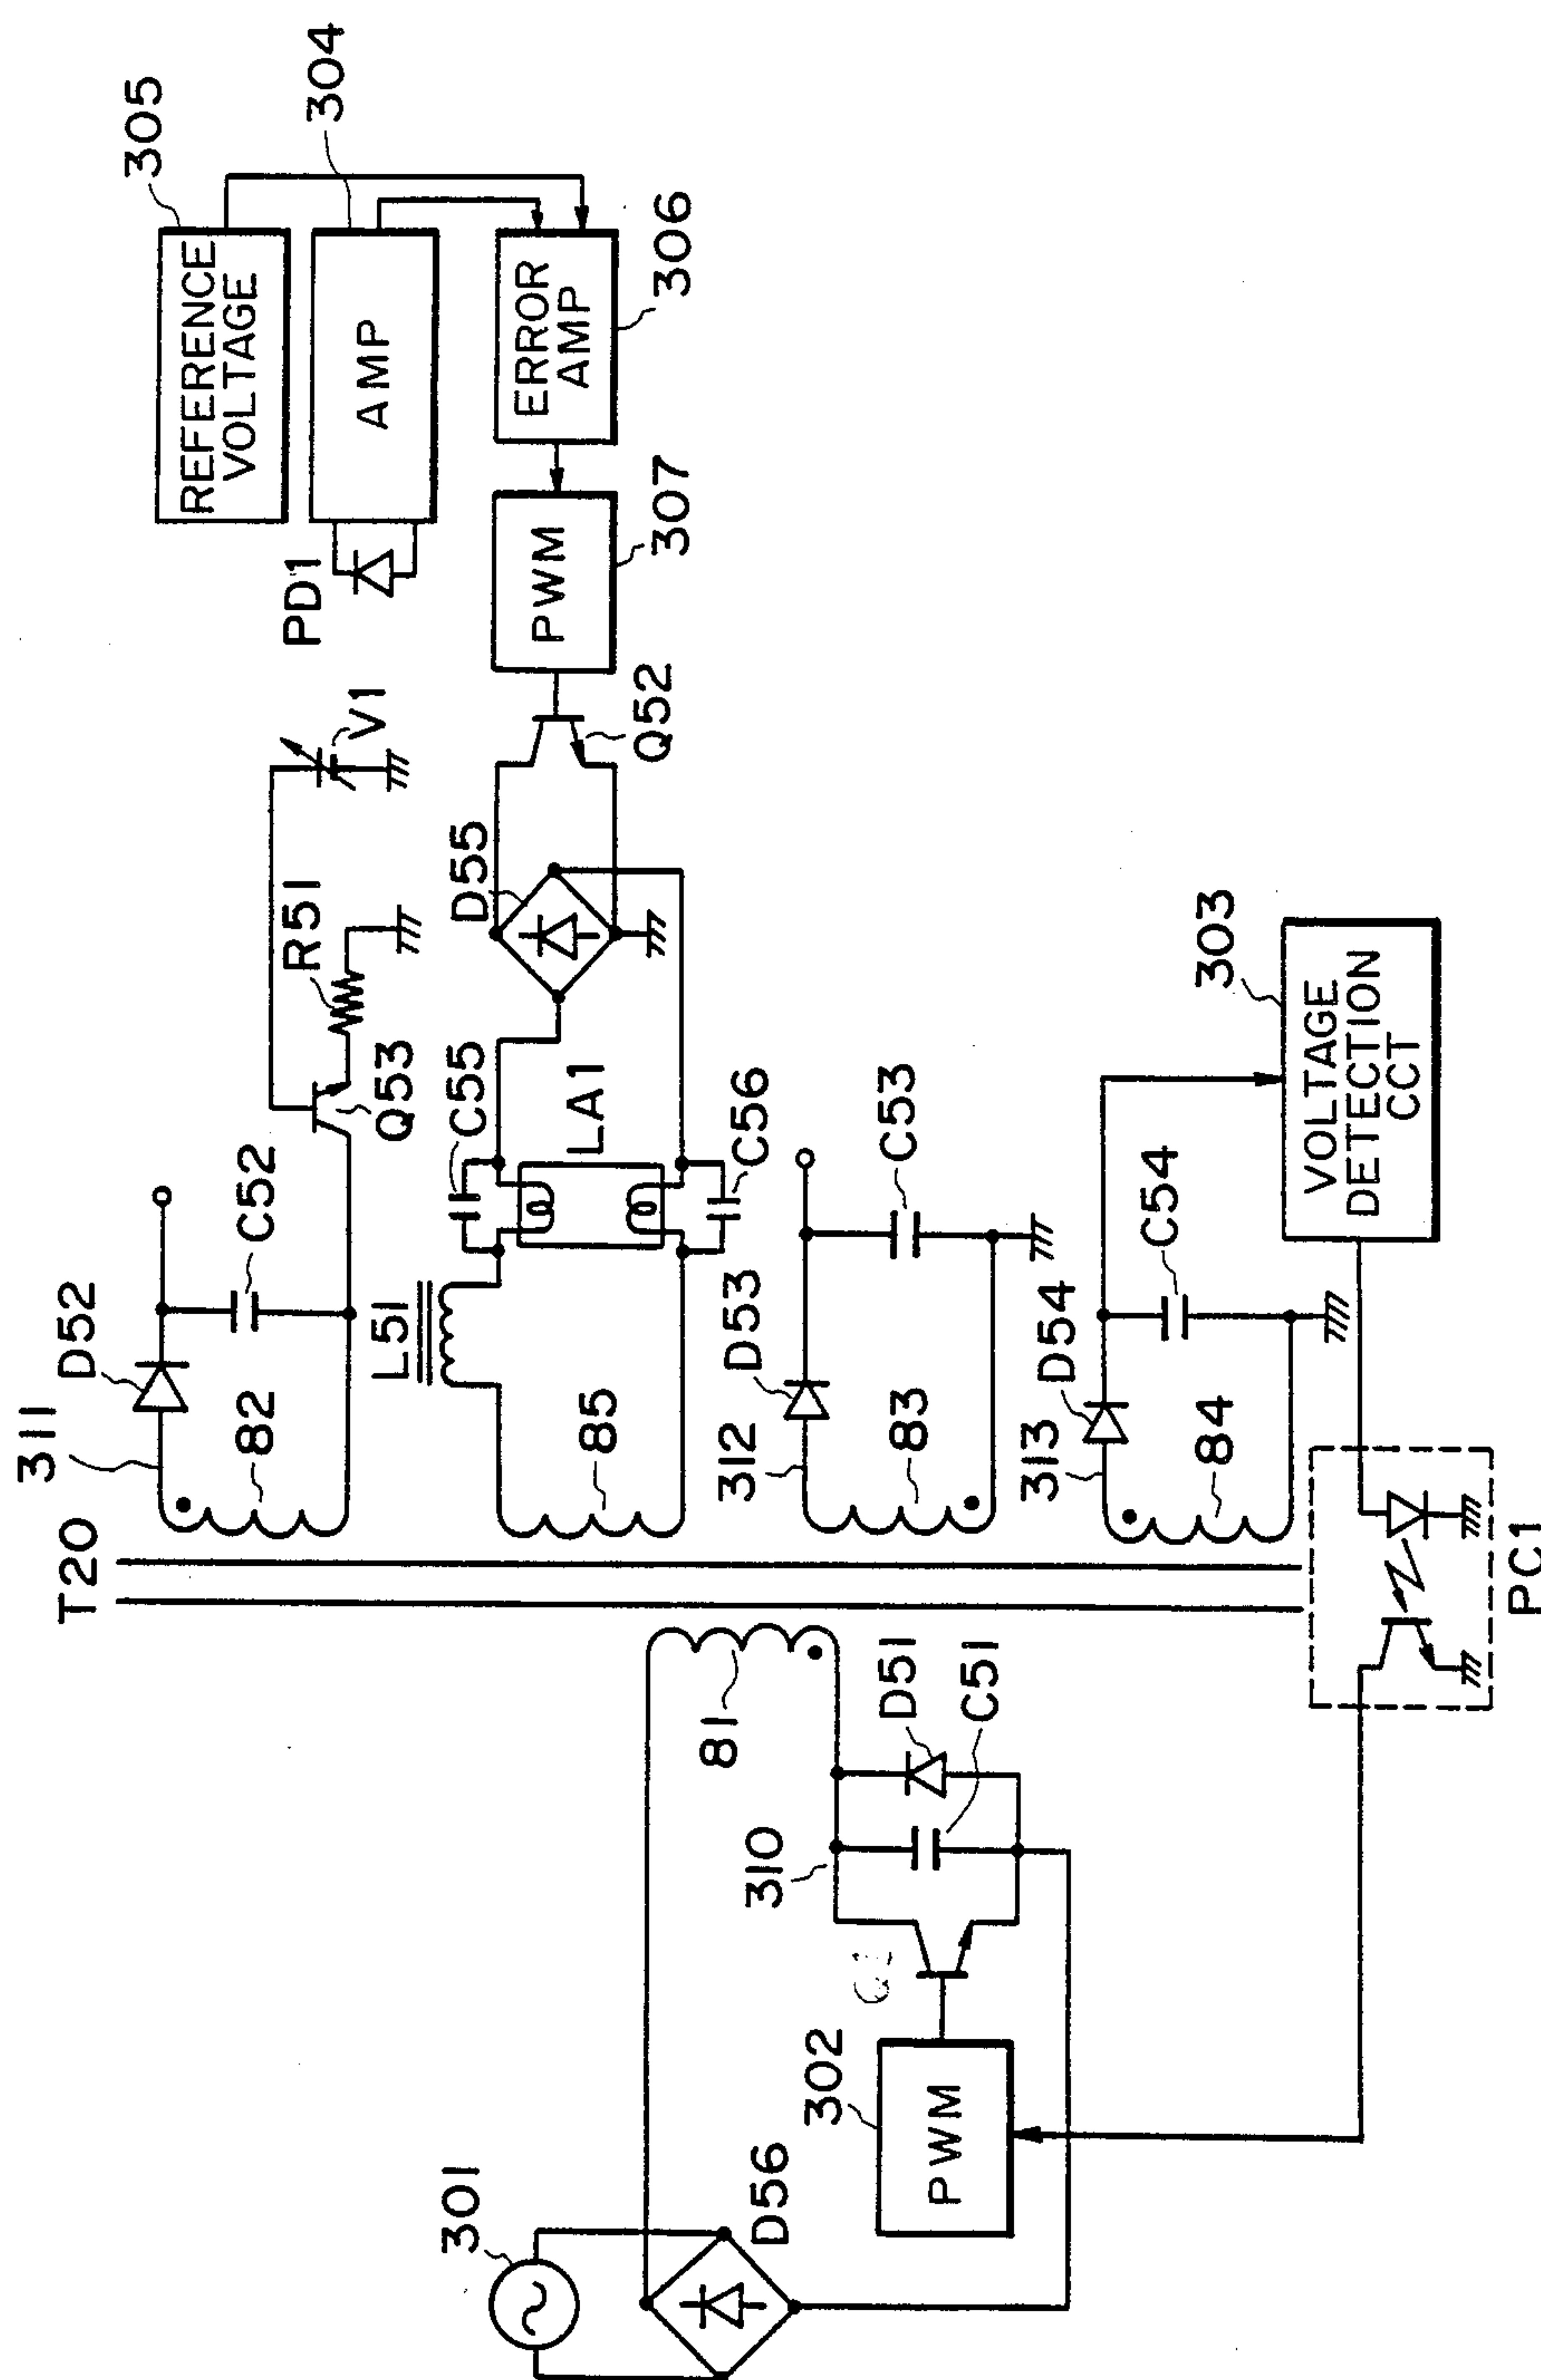 305
REFERENCE
VOLTAGE
304
AMP
PD1
ERROR
AMP
306
PWM
307
V1
Q52
D55
R51
Q53
C52
C55
LA1
C56
D52
311
82
L51
85
D53
C53
312
83
303
VOLTAGE
DETECTION
CCT
C54
D54
313
84
T20
PC1
81
D51
C51
310
302
PWM
301
D56